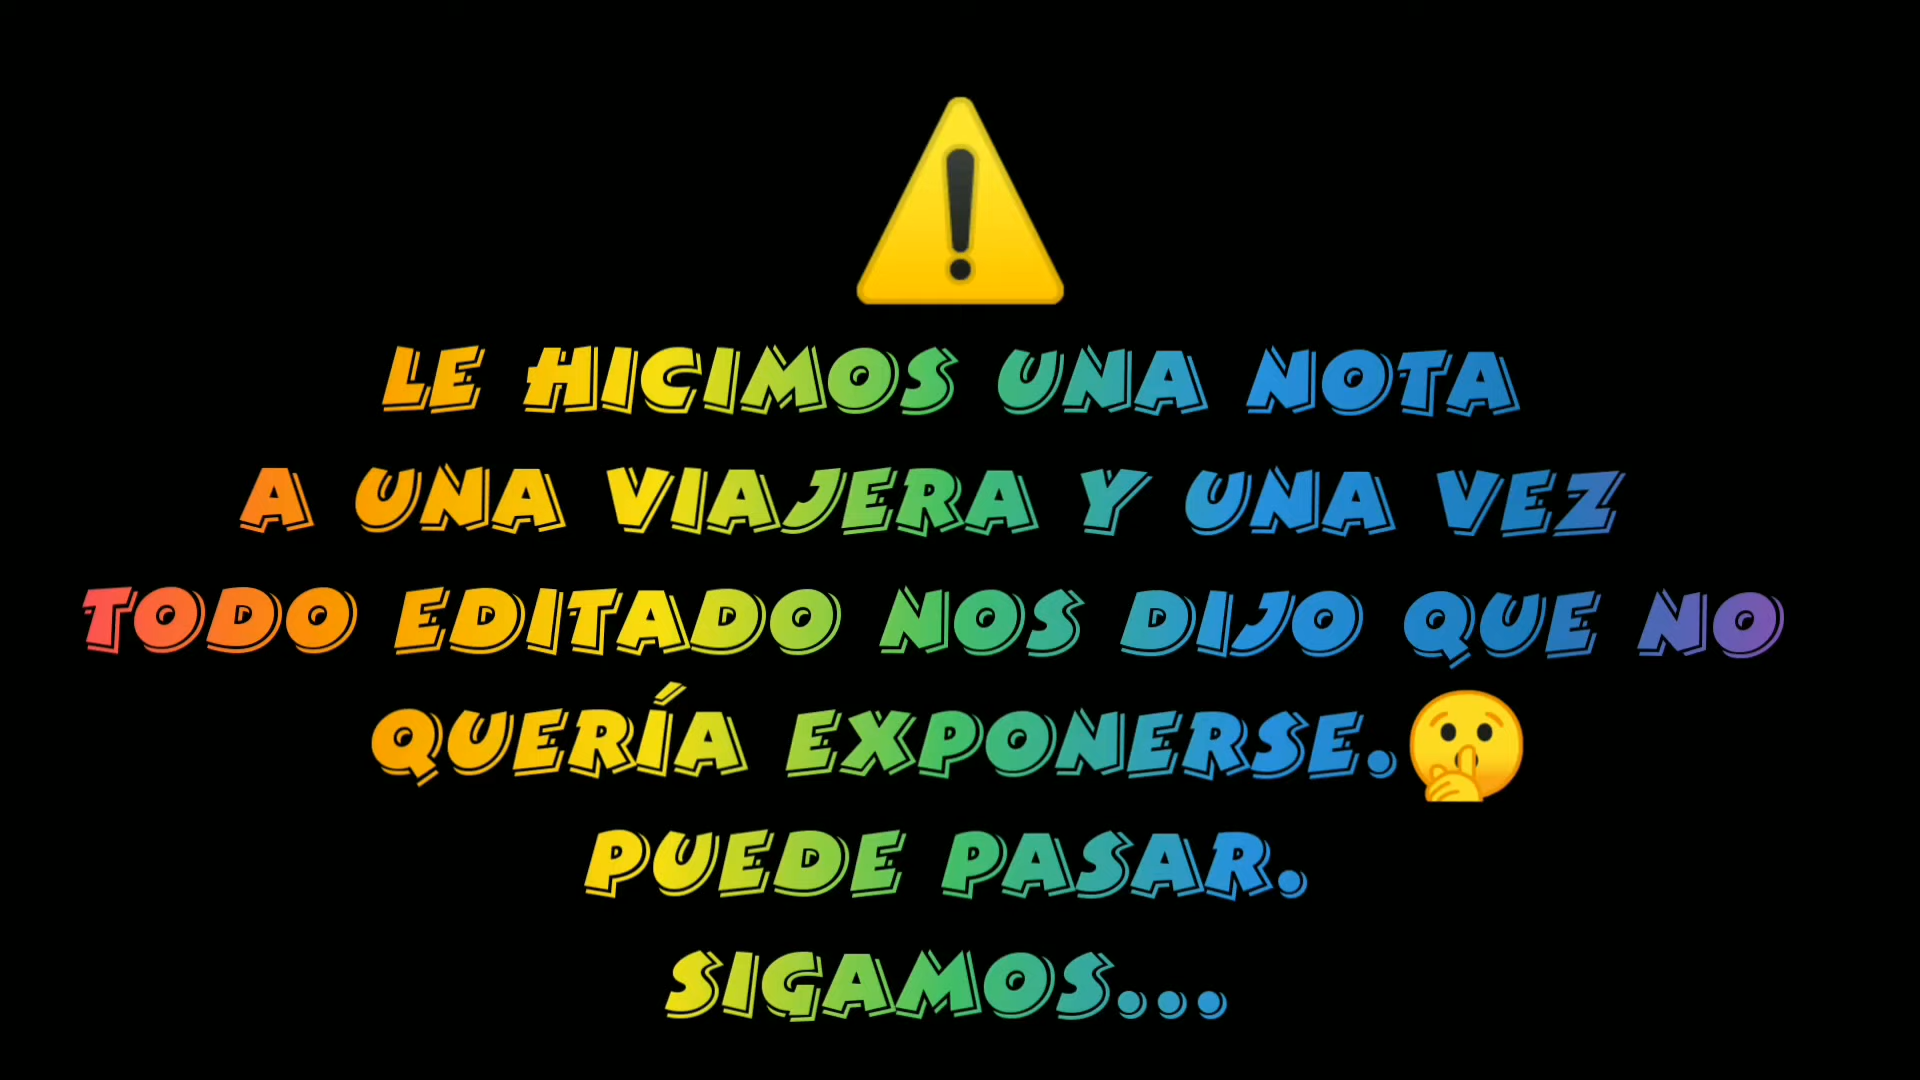 ⚠️
LE HICIMOS UNA NOTA
A UNA VIAJERA Y UNA VEZ
TODO EDITADO NOS DIJO QUE NO
QUERÍA EXPONERSE.🤫
PUEDE PASAR.
SIGAMOS...